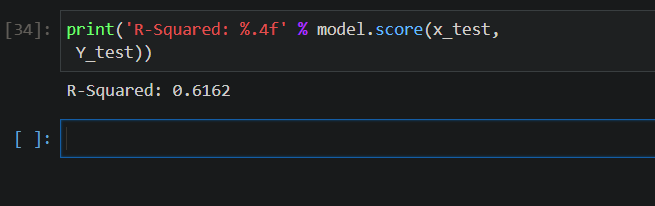 [34]: print('R-Squared: %.4f' % model.score(x_test,
Y_test))
R-Squared: 0.6162
[ ]: